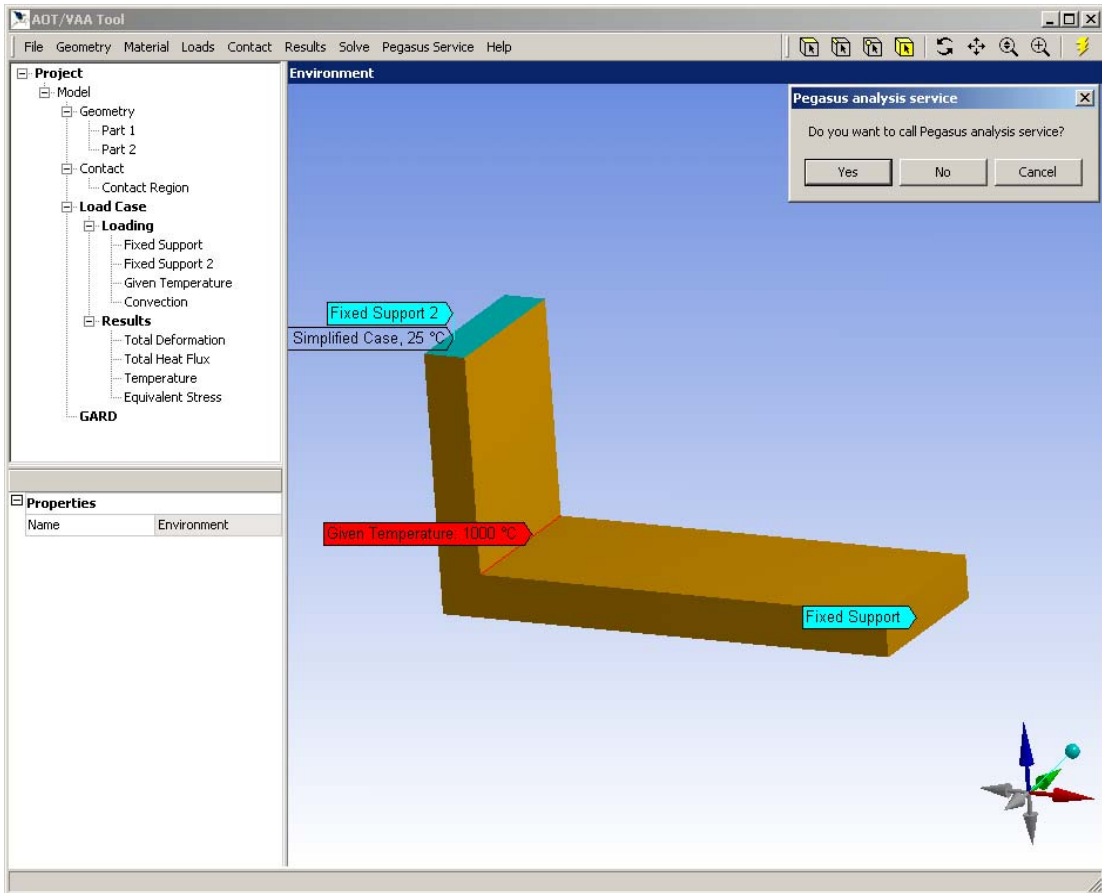 AOT/VAA Tool
File Geometry Material Loads Contact Results Solve Pegasus Service Help
Project
Model
Geometry
Part 1
Part 2
Contact
Contact Region
Load Case
Loading
Fixed Support
Fixed Support 2
Given Temperature
Convection
Results
Total Deformation
Total Heat Flux
Temperature
Equivalent Stress
GARD
Properties
Name Environment
Environment
Pegasus analysis service
Do you want to call Pegasus analysis service?
Yes No Cancel
Fixed Support 2
Simplified Case, 25 °C
Given Temperature: 1000 °C
Fixed Support